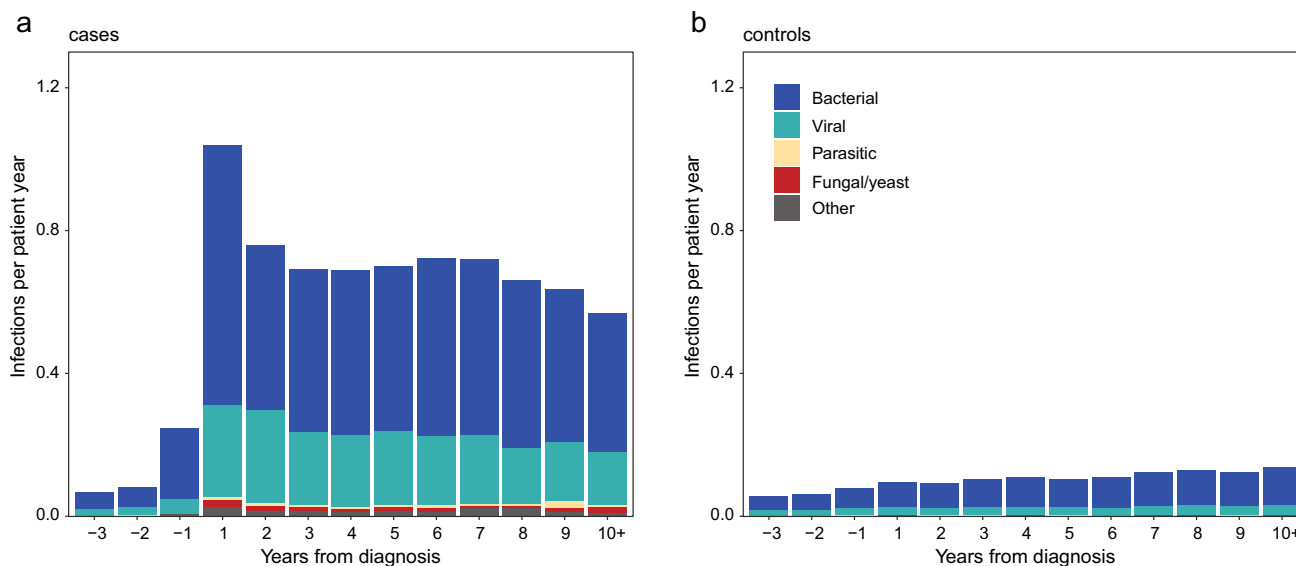 a
cases
Infections per patient year
1.2
0.8
0.4
0.0
−3 −2 −1 1 2 3 4 5 6 7 8 9 10+
Years from diagnosis
b
controls
Infections per patient year
1.2
0.8
0.4
0.0
Bacterial
Viral
Parasitic
Fungal/yeast
Other
−3 −2 −1 1 2 3 4 5 6 7 8 9 10+
Years from diagnosis